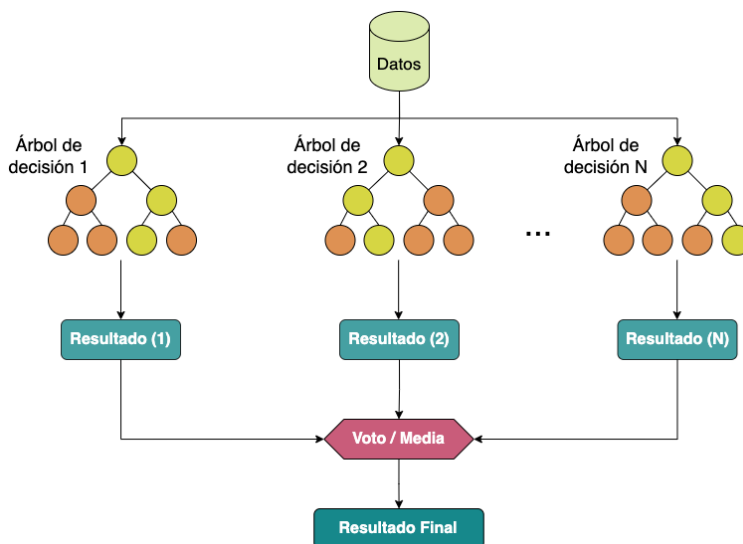 Datos
Árbol de
decisión 1
Árbol de
decisión 2
Árbol de
decisión N
...
Resultado (1)
Resultado (2)
Resultado (N)
Voto / Media
Resultado Final